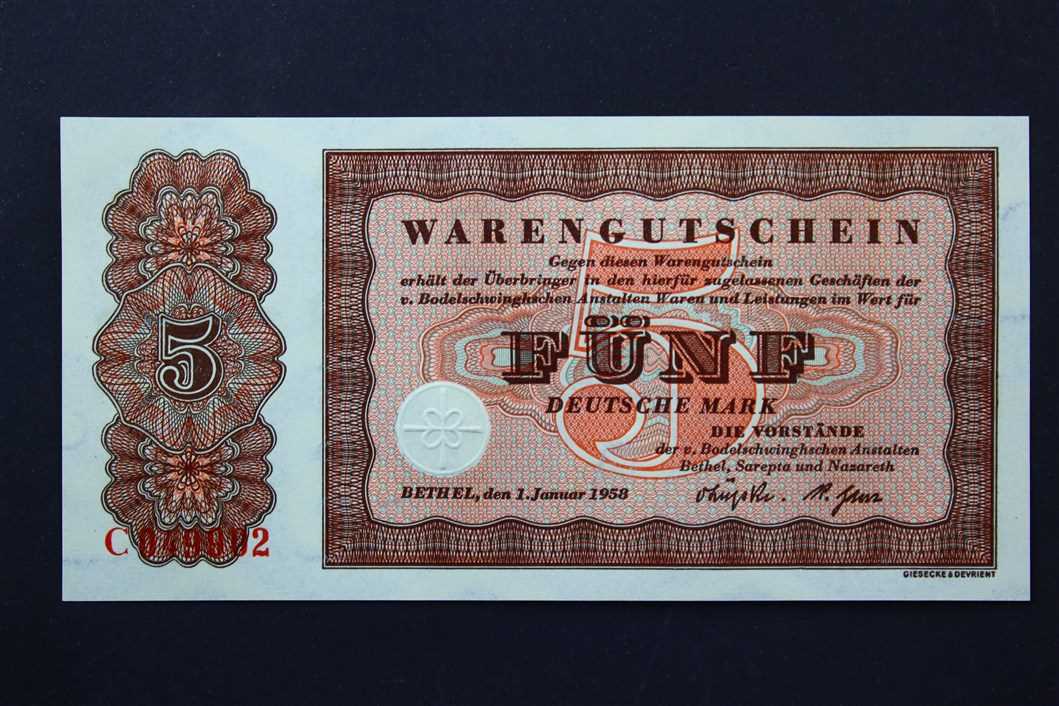 WARENGUTSCHEIN
Gegen diesen Warengutschein
erhält der Überbringer in den hierfür zugelassenen Geschäften der
v. Bodelschwinghschen Anstalten Waren und Leistungen im Wert für
5
5
FÜNF
DEUTSCHE MARK
DIE VORSTÄNDE
der v. Bodelschwinghschen Anstalten
Bethel, Sarepta und Nazareth
BETHEL, den 1. Januar 1958
GIESECKE & DEVRIENT